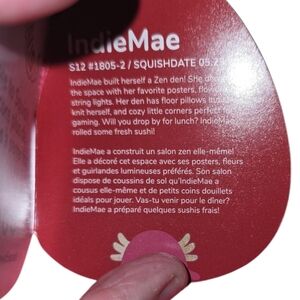 IndieMae
S12 #1805-2 / SQUISHDATE 05.2
IndieMae built herself a Zen den! She
the space with her favorite posters,
string lights. Her den has floor pillows
knit herself, and cozy little corners perfect
gaming. Will you drop by for lunch? IndieMae
rolled some fresh sushi!
IndieMae a construit un salon zen elle-même!
Elle a décoré cet espace avec ses posters, fleurs
et guirlandes lumineuses préférés. Son salon
dispose de coussins de sol qu'IndieMae a
cousus elle-même et de petits coins douillets
idéals pour jouer. Vas-tu venir pour le dîner?
IndieMae a préparé quelques sushis frais!